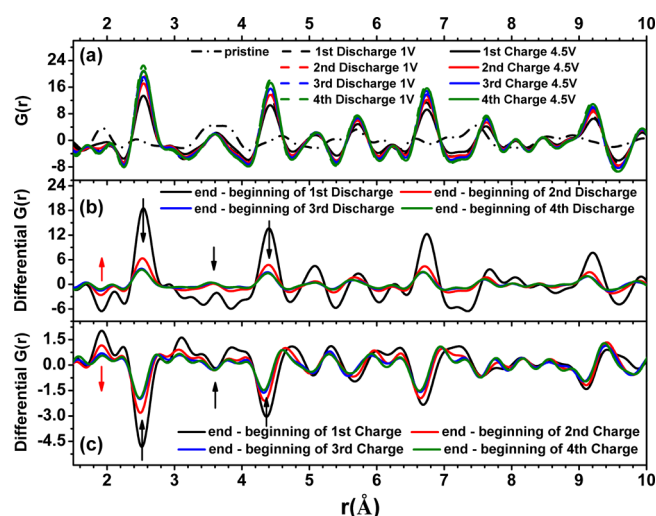 2 3 4 5 6 7 8 9 10
(a)
pristine 1st Discharge 1V 1st Charge 4.5V
2nd Discharge 1V 2nd Charge 4.5V
3rd Discharge 1V 3rd Charge 4.5V
4th Discharge 1V 4th Charge 4.5V
G(r)
24
16
8
0
-8
(b)
end - beginning of 1st Discharge end - beginning of 2nd Discharge
end - beginning of 3rd Discharge end - beginning of 4th Discharge
Differential G(r)
24
18
12
6
0
-6
Differential G(r)
1.5
0.0
-1.5
-3.0
-4.5
(c)
end - beginning of 1st Charge end - beginning of 2nd Charge
end - beginning of 3rd Charge end - beginning of 4th Charge
2 3 4 5 6 7 8 9 10
r(Å)